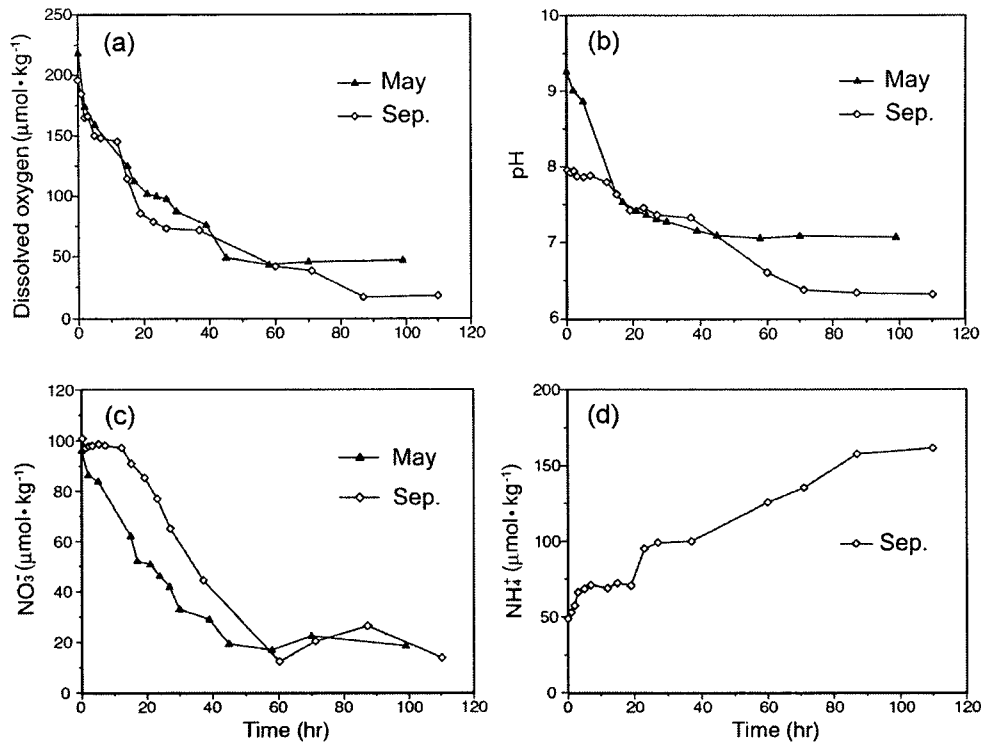 (a)
May
Sep.
Dissolved oxygen (μmol•kg⁻¹)
250
200
150
100
50
0
0 20 40 60 80 100 120
(b)
May
Sep.
pH
10
9
8
7
6
0 20 40 60 80 100 120
(c)
May
Sep.
NO₃⁻ (μmol•kg⁻¹)
120
100
80
60
40
20
0
0 20 40 60 80 100 120
Time (hr)
(d)
Sep.
NH₄⁺ (μmol•kg⁻¹)
200
150
100
50
0
0 20 40 60 80 100 120
Time (hr)